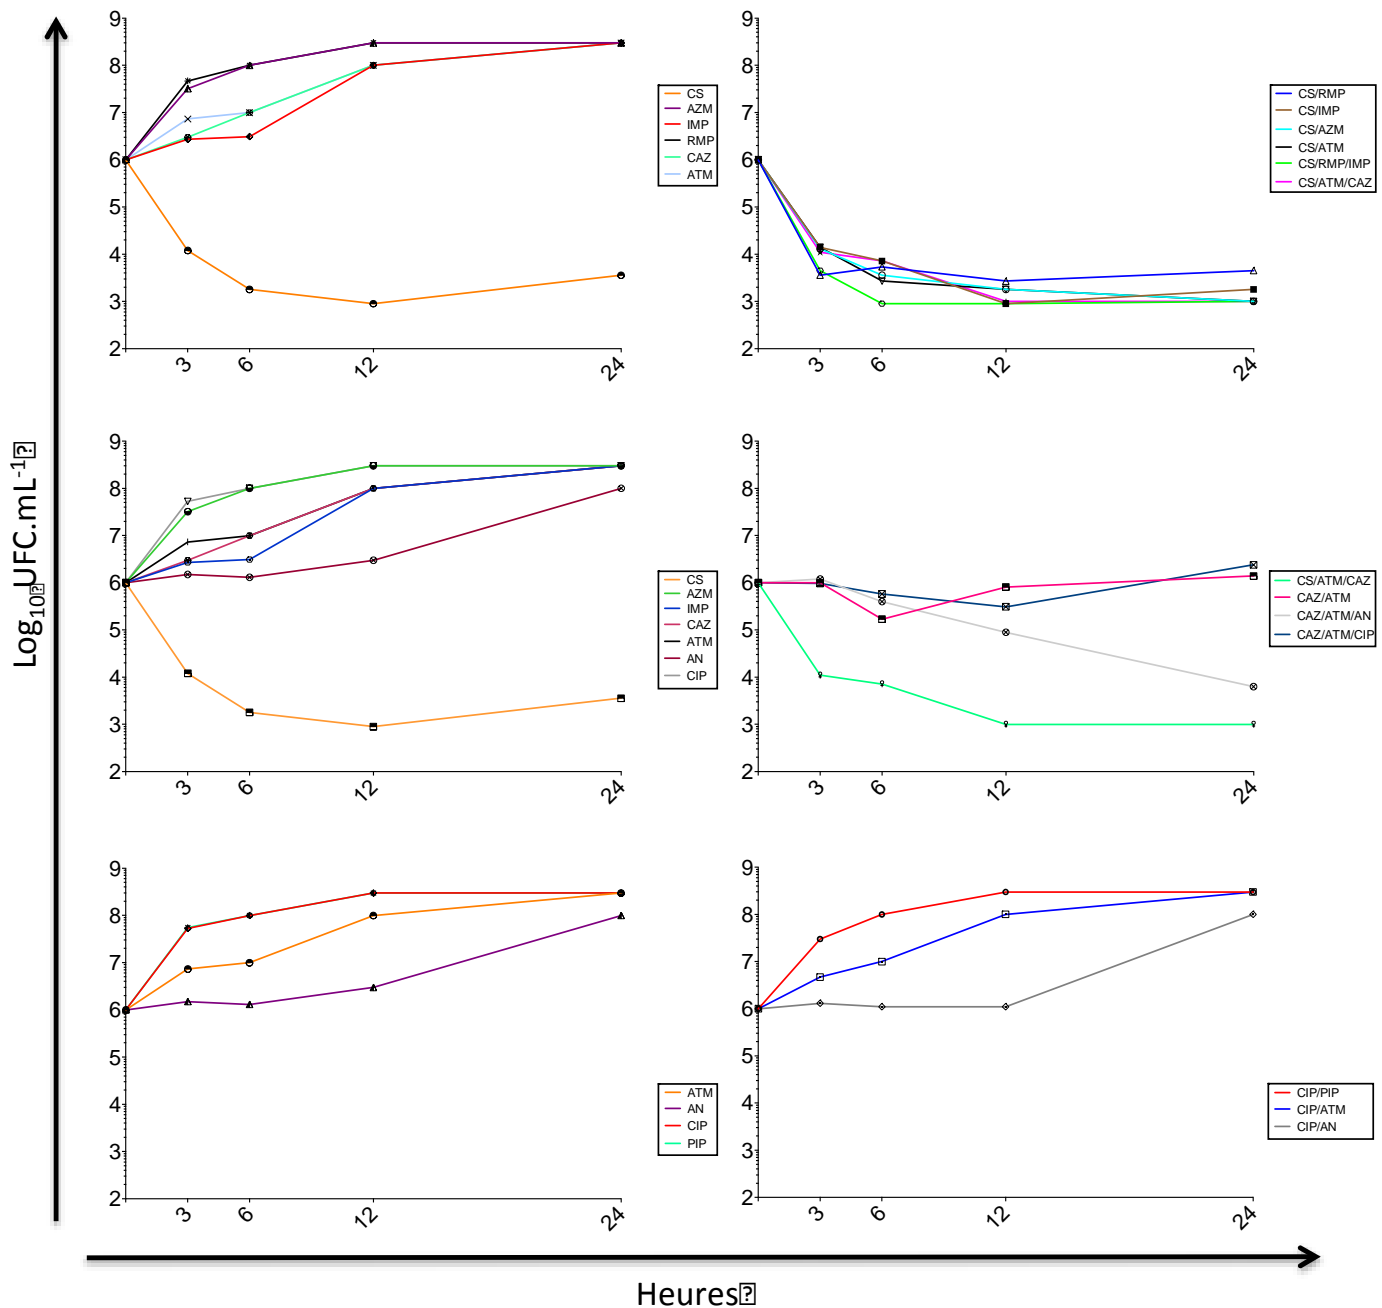 9
8
7
6
5
4
3
2
3
6
12
24
CS
AZM
IMP
RMP
CAZ
ATM
9
8
7
6
5
4
3
2
3
6
12
24
CS/RMP
CS/IMP
CS/AZM
CS/ATM
CS/RMP/IMP
CS/ATM/CAZ
Log10 UFC.mL-1
9
8
7
6
5
4
3
2
3
6
12
24
CS
AZM
IMP
CAZ
ATM
AN
CIP
9
8
7
6
5
4
3
2
3
6
12
24
CS/ATM/CAZ
CAZ/ATM
CAZ/ATM/AN
CAZ/ATM/CIP
9
8
7
6
5
4
3
2
3
6
12
24
ATM
AN
CIP
PIP
9
8
7
6
5
4
3
2
3
6
12
24
CIP/PIP
CIP/ATM
CIP/AN
Heures